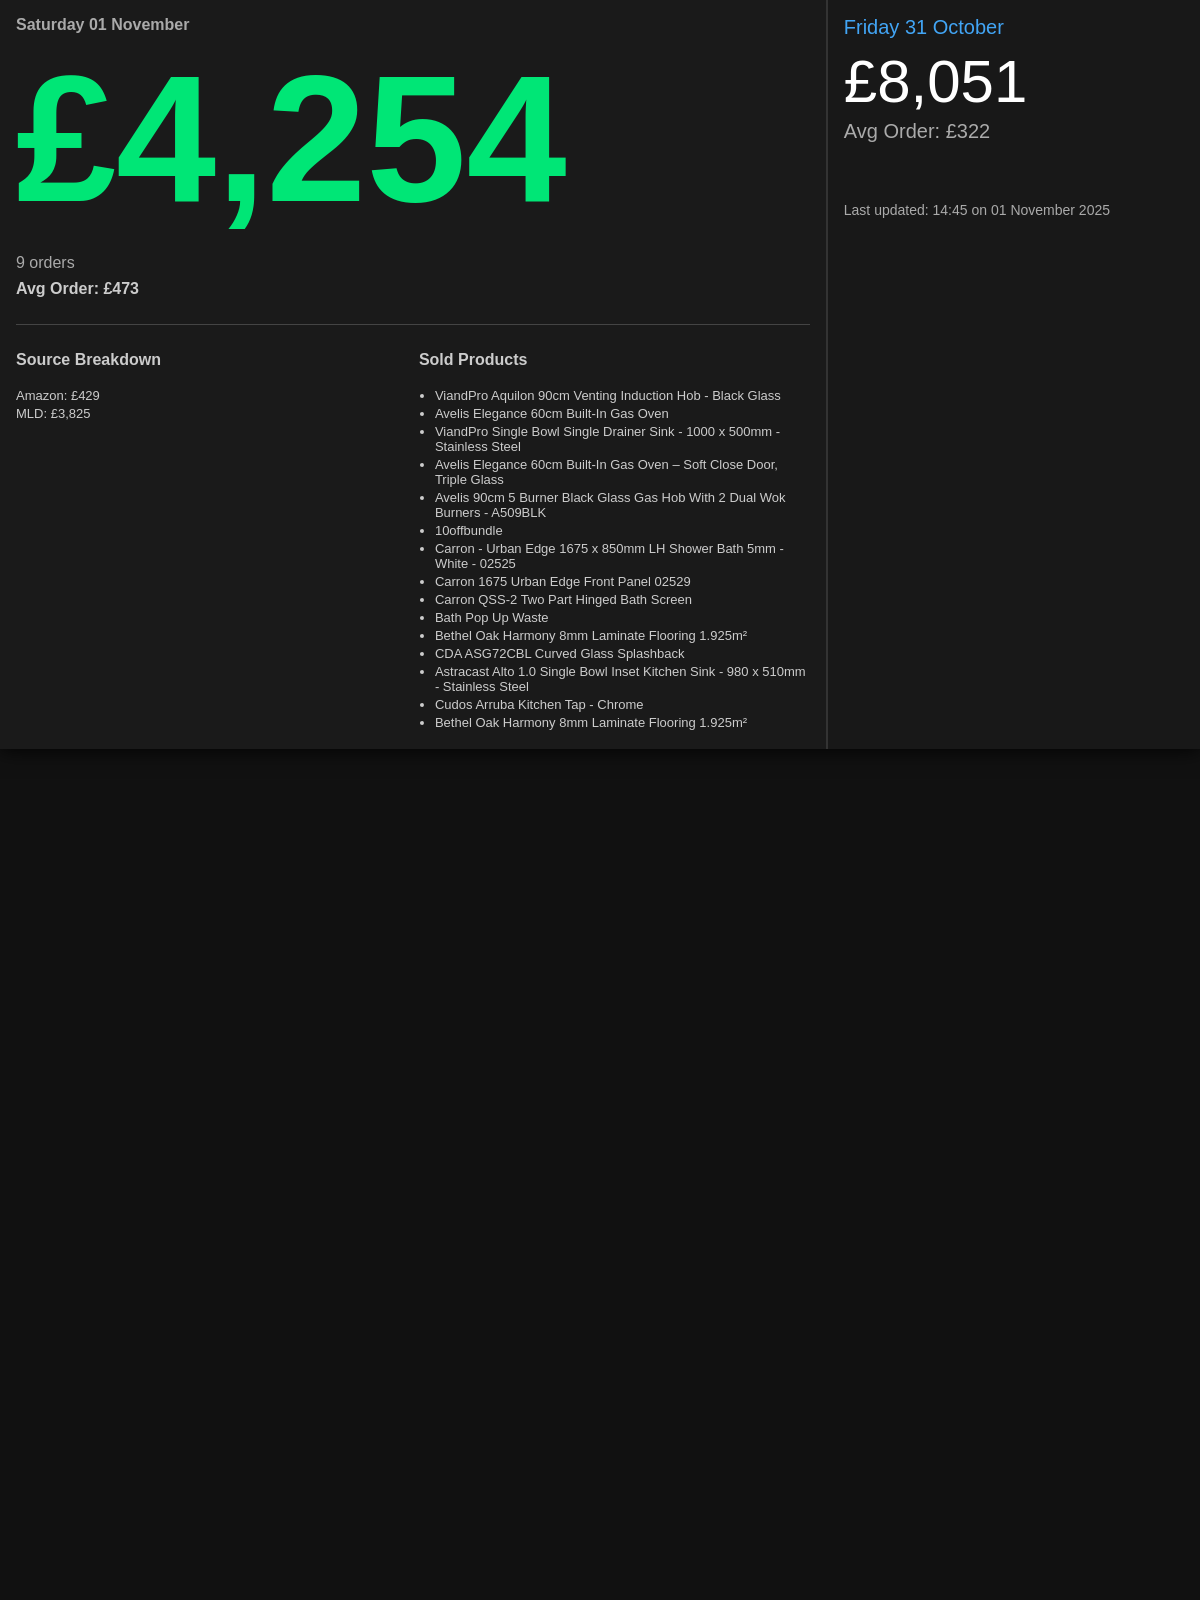 Saturday 01 November
£4,254
9 orders
Avg Order: £473
Source Breakdown
Amazon: £429
MLD: £3,825
Sold Products
• ViandPro Aquilon 90cm Venting Induction Hob - Black Glass
• Avelis Elegance 60cm Built-In Gas Oven
• ViandPro Single Bowl Single Drainer Sink - 1000 x 500mm -
Stainless Steel
• Avelis Elegance 60cm Built-In Gas Oven – Soft Close Door,
Triple Glass
• Avelis 90cm 5 Burner Black Glass Gas Hob With 2 Dual Wok
Burners - A509BLK
• 10offbundle
• Carron - Urban Edge 1675 x 850mm LH Shower Bath 5mm -
White - 02525
• Carron 1675 Urban Edge Front Panel 02529
• Carron QSS-2 Two Part Hinged Bath Screen
• Bath Pop Up Waste
• Bethel Oak Harmony 8mm Laminate Flooring 1.925m²
• CDA ASG72CBL Curved Glass Splashback
• Astracast Alto 1.0 Single Bowl Inset Kitchen Sink - 980 x 510mm
- Stainless Steel
• Cudos Arruba Kitchen Tap - Chrome
• Bethel Oak Harmony 8mm Laminate Flooring 1.925m²
Friday 31 October
£8,051
Avg Order: £322
Last updated: 14:45 on 01 November 2025